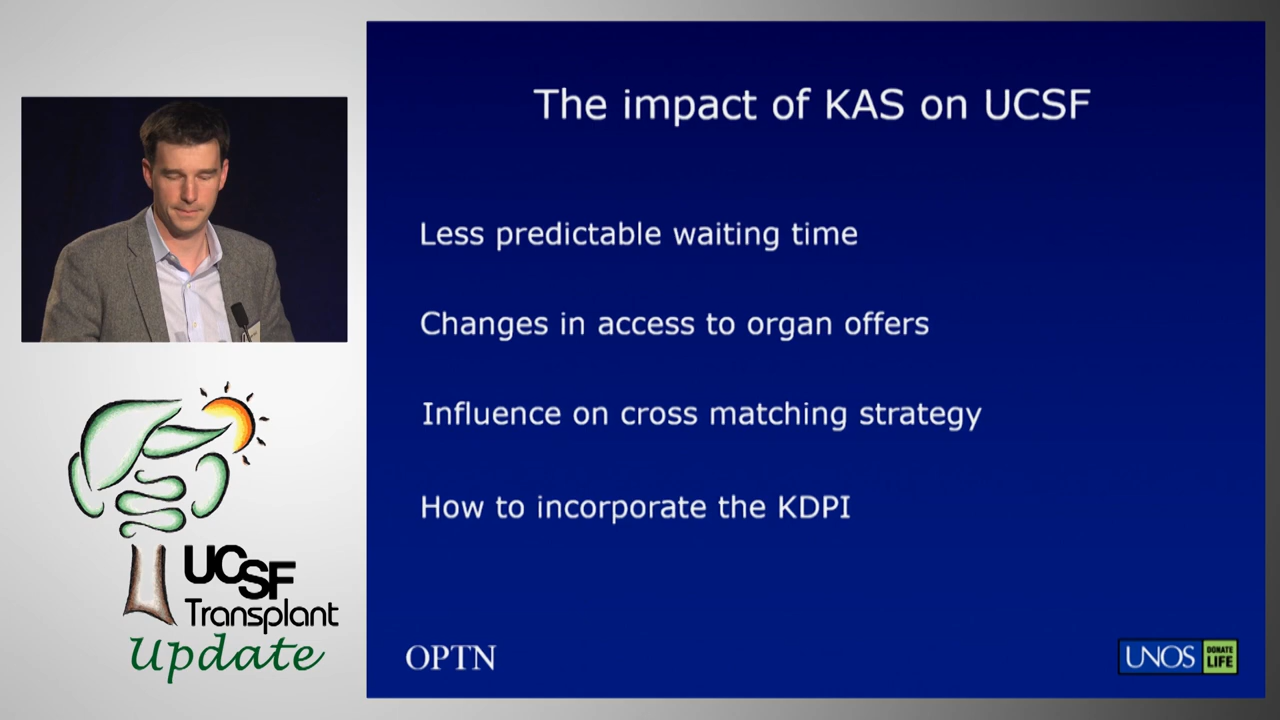 The impact of KAS on UCSF
Less predictable waiting time
Changes in access to organ offers
Influence on cross matching strategy
How to incorporate the KDPI
UCSF
Transplant
Update
OPTN
UNOS
DONATE
LIFE